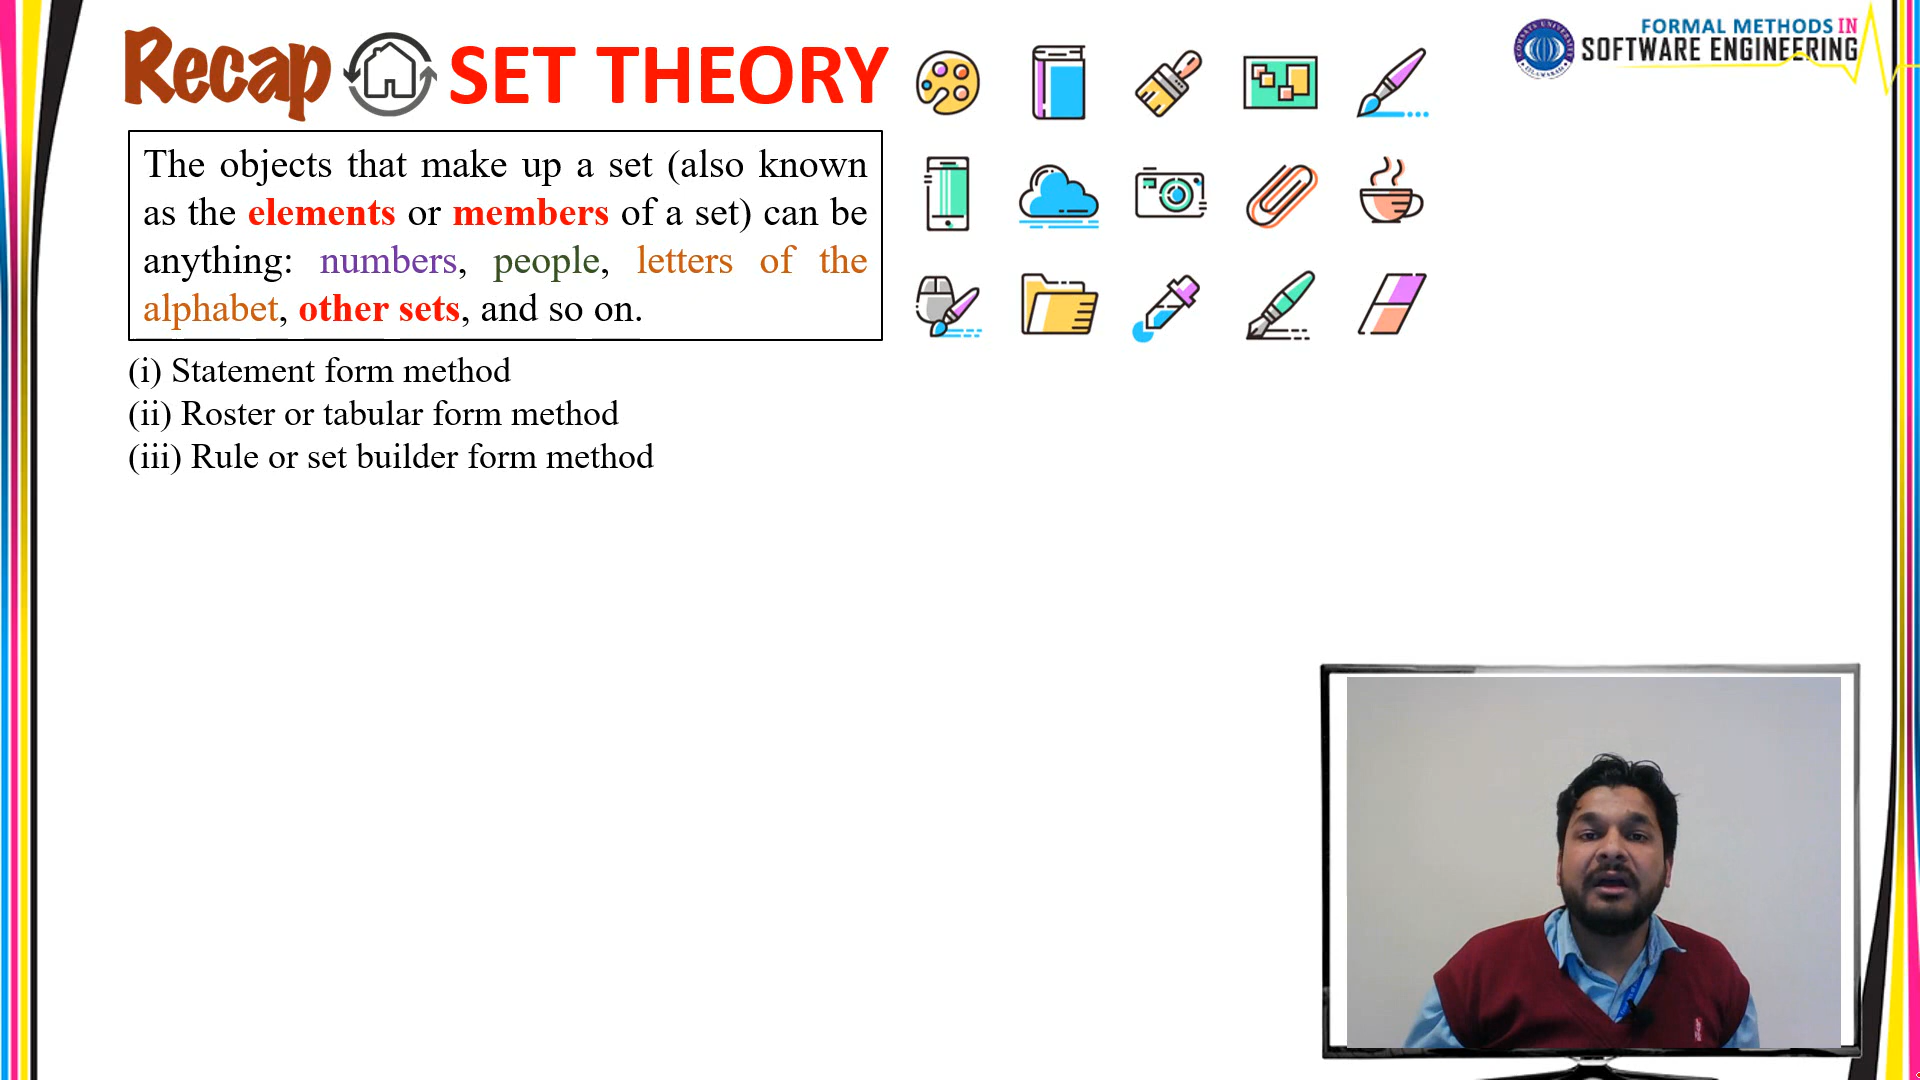 Recap SET THEORY
FORMAL METHODS IN
SOFTWARE ENGINEERING
The objects that make up a set (also known
as the elements or members of a set) can be
anything: numbers, people, letters of the
alphabet, other sets, and so on.
(i) Statement form method
(ii) Roster or tabular form method
(iii) Rule or set builder form method